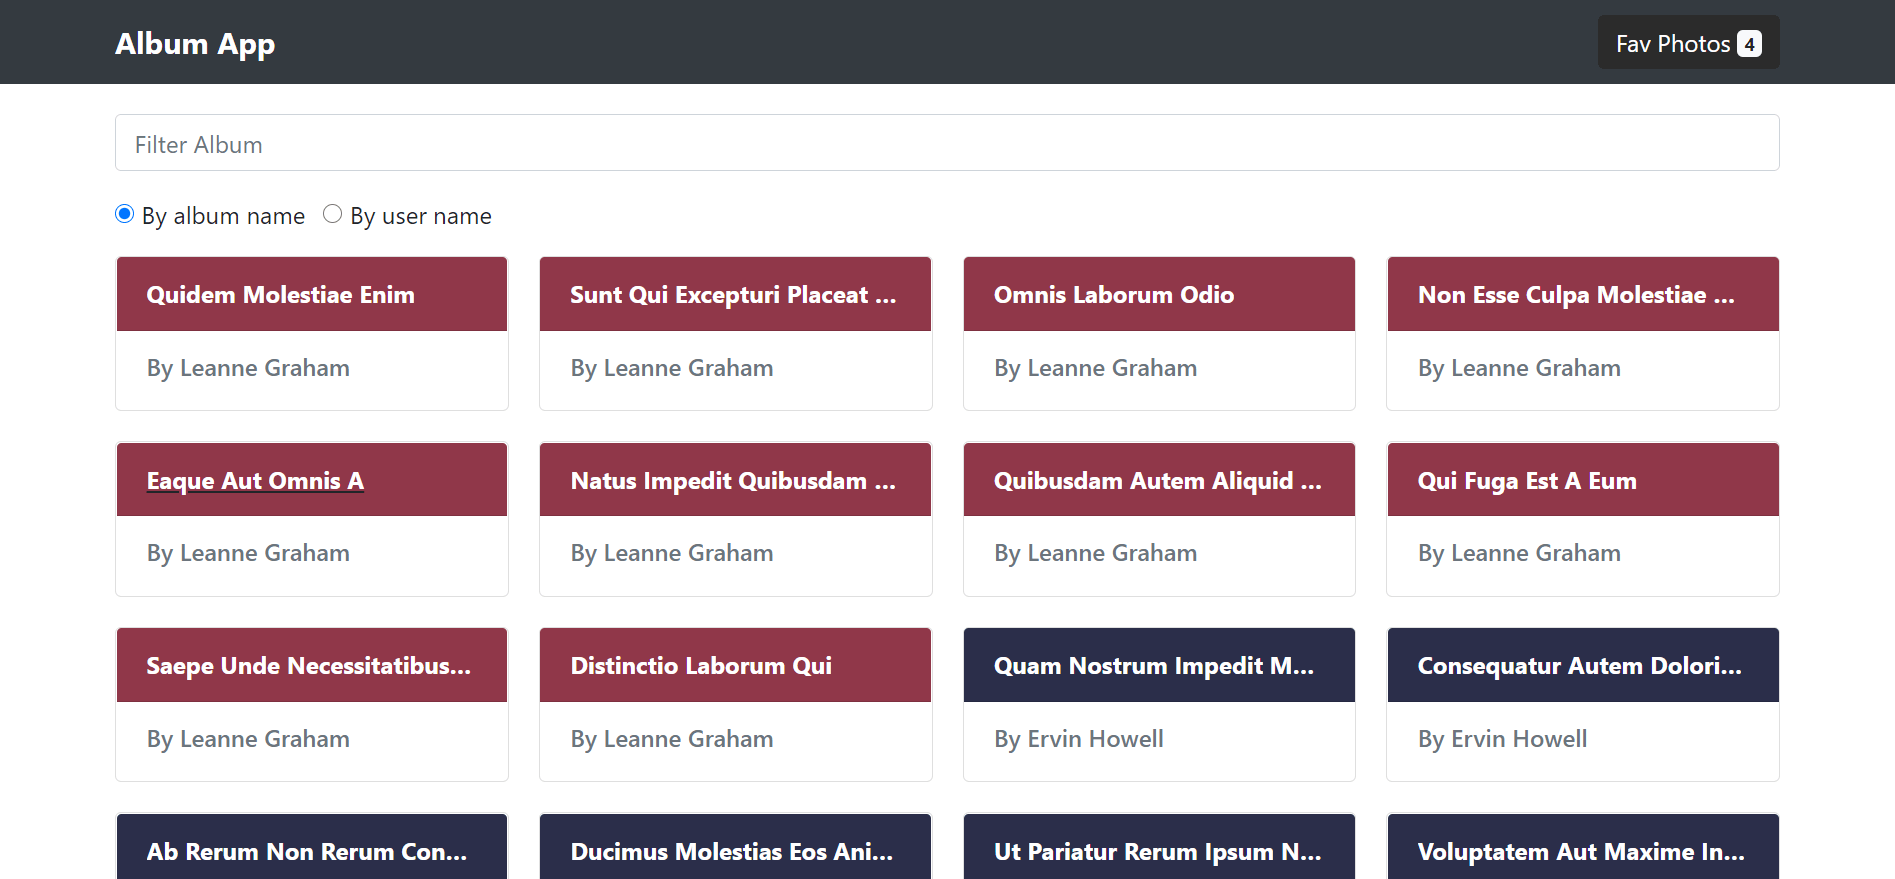 Album App
Fav Photos 4
Filter Album
By album name By user name
Quidem Molestiae Enim
By Leanne Graham
Sunt Qui Excepturi Placeat ...
By Leanne Graham
Omnis Laborum Odio
By Leanne Graham
Non Esse Culpa Molestiae ...
By Leanne Graham
Eaque Aut Omnis A
By Leanne Graham
Natus Impedit Quibusdam ...
By Leanne Graham
Quibusdam Autem Aliquid ...
By Leanne Graham
Qui Fuga Est A Eum
By Leanne Graham
Saepe Unde Necessitatibus...
By Leanne Graham
Distinctio Laborum Qui
By Leanne Graham
Quam Nostrum Impedit M...
By Ervin Howell
Consequatur Autem Dolori...
By Ervin Howell
Ab Rerum Non Rerum Con...
Ducimus Molestias Eos Ani...
Ut Pariatur Rerum Ipsum N...
Voluptatem Aut Maxime In...